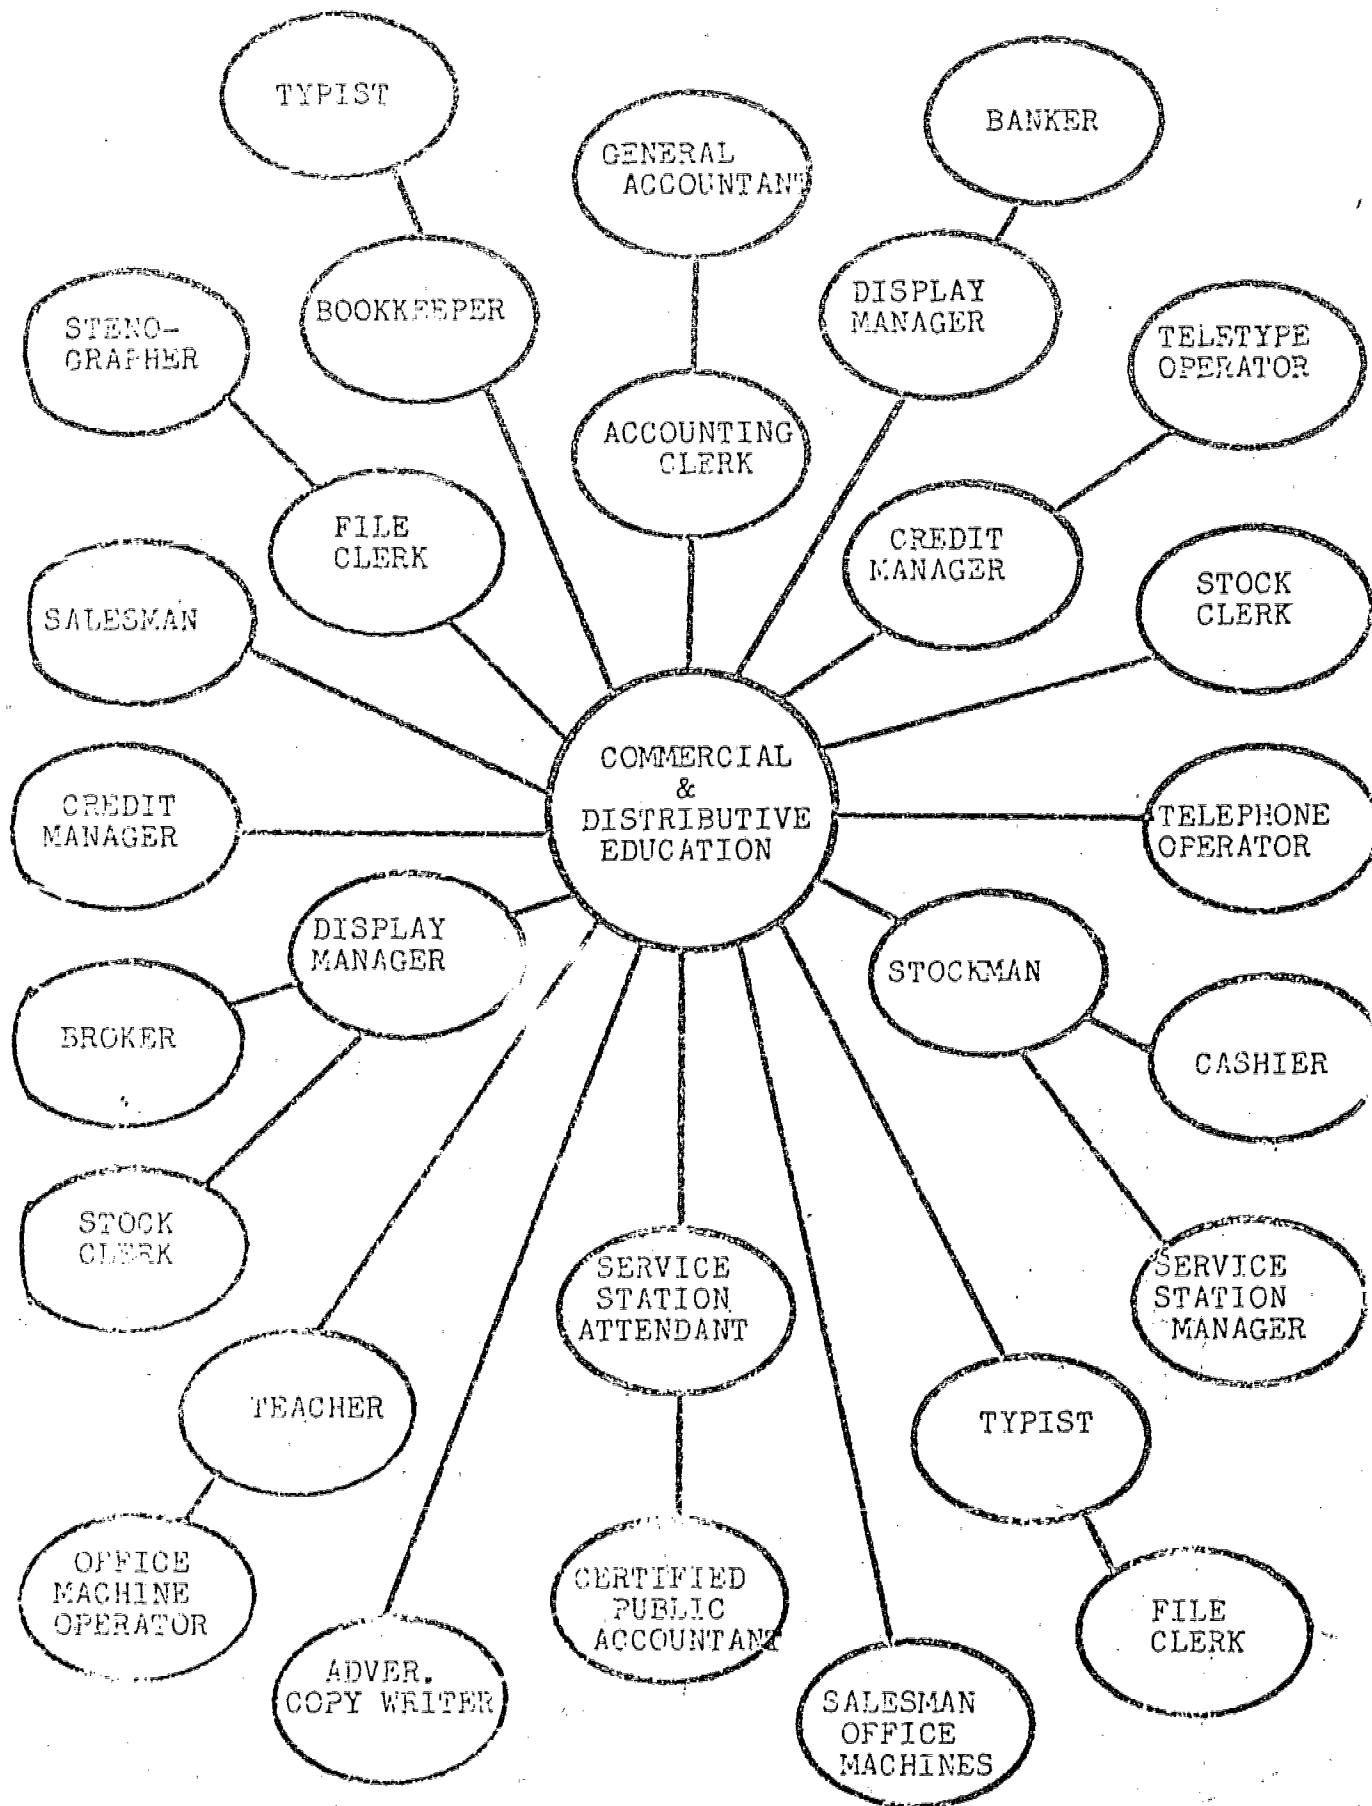 TYPIST
BANKER
GENERAL
ACCOUNTANT
BOOKKEEPER
DISPLAY
MANAGER
STENO-
GRAPHER
TELETYPE
OPERATOR
ACCOUNTING
CLERK
FILE
CLERK
CREDIT
MANAGER
SALESMAN
STOCK
CLERK
COMMERCIAL
&
DISTRIBUTIVE
EDUCATION
CREDIT
MANAGER
TELEPHONE
OPERATOR
DISPLAY
MANAGER
STOCKMAN
BROKER
CASHIER
STOCK
CLERK
SERVICE
STATION
ATTENDANT
SERVICE
STATION
MANAGER
TEACHER
TYPIST
OFFICE
MACHINE
OPERATOR
CERTIFIED
PUBLIC
ACCOUNTANT
FILE
CLERK
ADVER.
COPY WRITER
SALESMAN
OFFICE
MACHINES